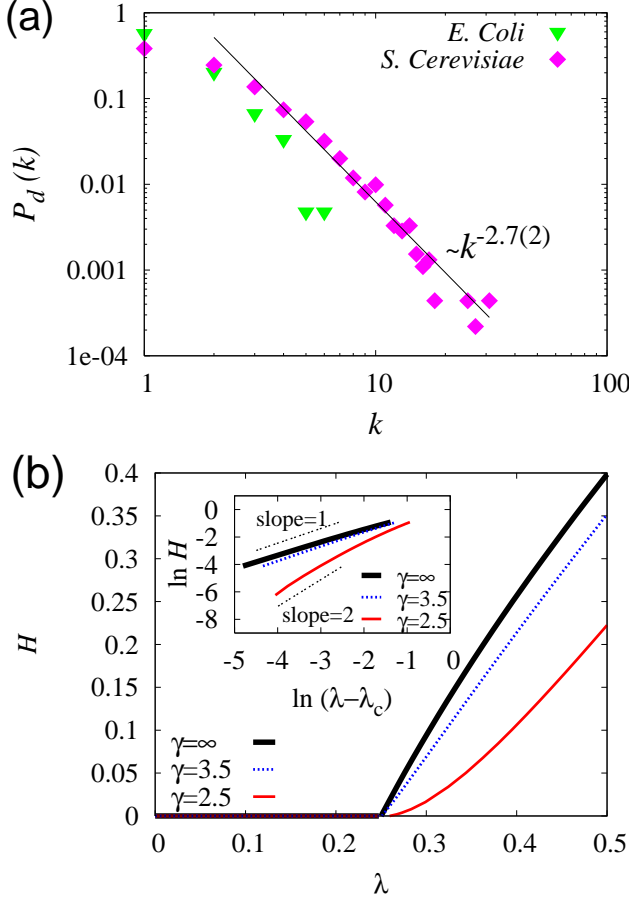 (a)
1
0.1
0.01
0.001
1e-04
P_d(k)
E. Coli
S. Cerevisiae
~k^-2.7(2)
1 10 100
k
(b)
0.4
0.35
0.3
0.25
0.2
0.15
0.1
0.05
0
H
0
-2
-4
-6
-8
ln H
slope=1
slope=2
γ=∞
γ=3.5
γ=2.5
-5 -4 -3 -2 -1 0
ln (λ−λ_c)
γ=∞
γ=3.5
γ=2.5
0 0.1 0.2 0.3 0.4 0.5
λ